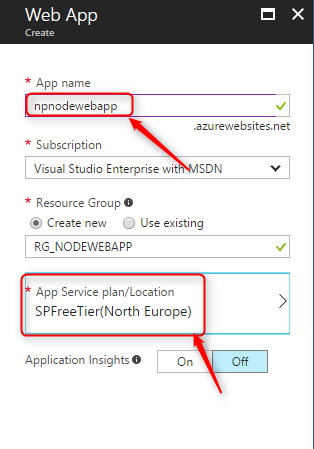 Web App
Create
* App name
npnodewebapp
.azurewebsites.net
* Subscription
Visual Studio Enterprise with MSDN
* Resource Group
Create new Use existing
RG_NODEWEBAPP
* App Service plan/Location
SPFreeTier(North Europe)
Application Insights On Off